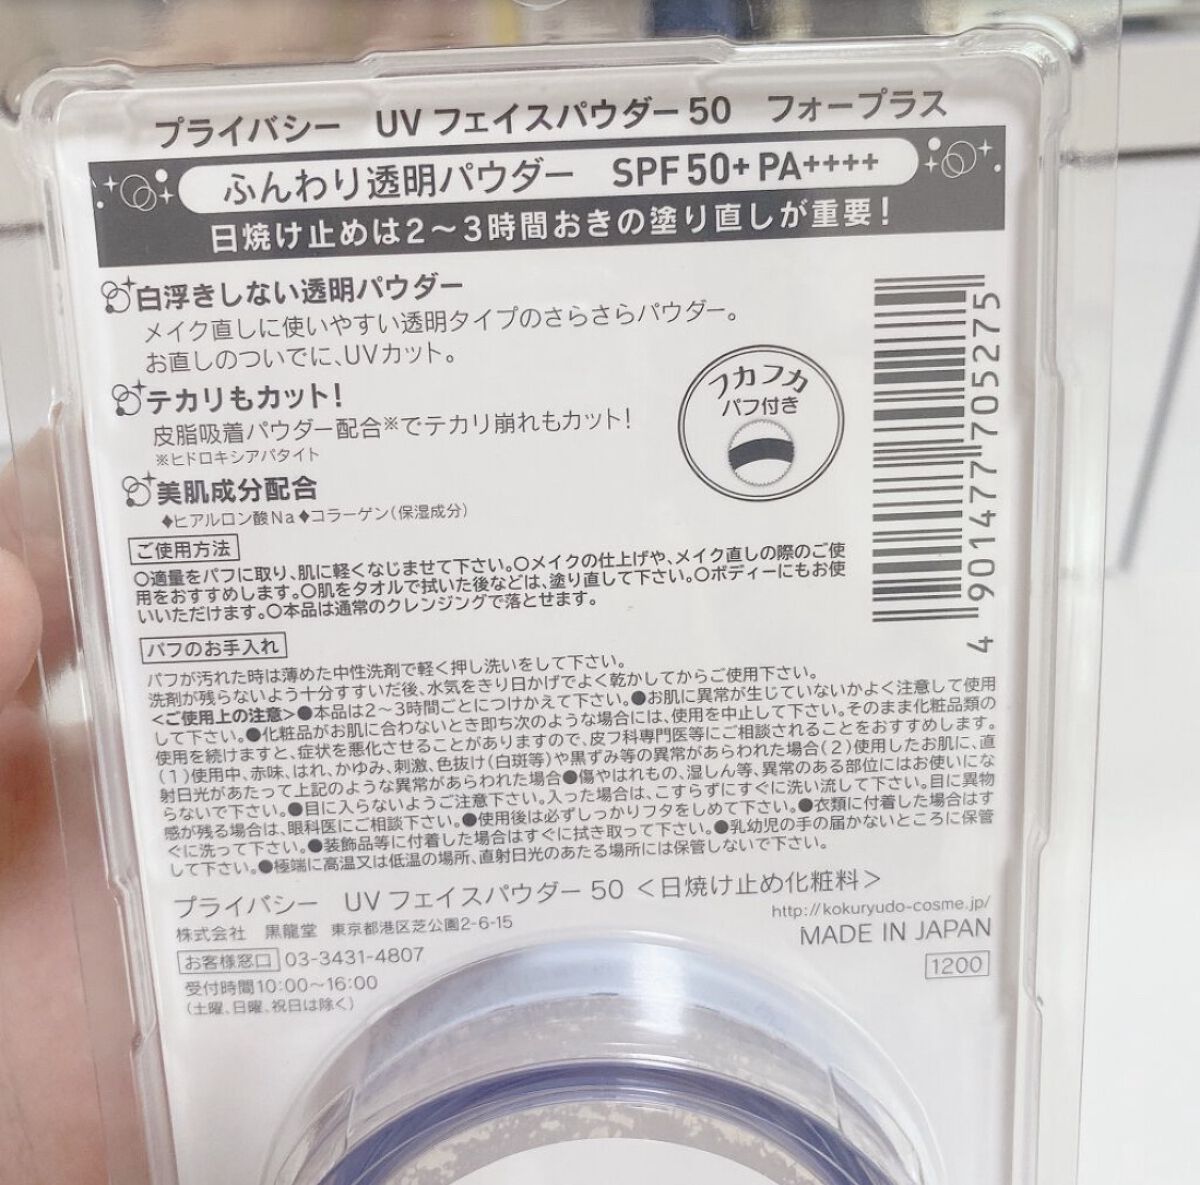 プライバシー　UV フェイスパウダー 50　フォープラス
ふんわり透明パウダー　SPF 50+ PA++++
日焼け止めは2〜3時間おきの塗り直しが重要！
白浮きしない透明パウダー
メイク直しに使いやすい透明タイプのさらさらパウダー。
お直しのついでに、UVカット。
テカリもカット！
皮脂吸着パウダー配合※でテカリ崩れもカット！
※ヒドロキシアパタイト
フカフカ
パフ付き
美肌成分配合
♦ヒアルロン酸Na♦コラーゲン（保湿成分）
ご使用方法
○適量をパフに取り、肌に軽くなじませて下さい。○メイクの仕上げや、メイク直しの際のご使
用をおすすめします。○肌をタオルで拭いた後などは、塗り直して下さい。○ボディーにもお使
いいただけます。○本品は通常のクレンジングで落とせます。
4 901477 705275
パフのお手入れ
パフが汚れた時は薄めた中性洗剤で軽く押し洗いをして下さい。
洗剤が残らないよう十分すすいだ後、水気をきり日かげでよく乾かしてからご使用下さい。
＜ご使用上の注意＞●本品は2〜3時間ごとにつけかえて下さい。●お肌に異常が生じていないかよく注意して使用
して下さい。●化粧品がお肌に合わないとき即ち次のような場合には、使用を中止して下さい。そのまま化粧品類の
使用を続けますと、症状を悪化させることがありますので、皮フ科専門医等にご相談されることをおすすめします。
（1）使用中、赤味、はれ、かゆみ、刺激、色抜け（白斑等）や黒ずみ等の異常があらわれた場合（2）使用したお肌に、直
射日光があたって上記のような異常があらわれた場合●傷やはれもの、湿しん等、異常のある部位にはお使いにな
らないで下さい。●目に入らないようご注意下さい。入った場合は、こすらずにすぐに洗い流して下さい。目に異物
感が残る場合は、眼科医にご相談下さい。●使用後は必ずしっかりフタをしめて下さい。●衣類に付着した場合はす
ぐに洗って下さい。●装飾品等に付着した場合はすぐに拭き取って下さい。●乳幼児の手の届かないところに保管
して下さい。●極端に高温又は低温の場所、直射日光のあたる場所には保管しないで下さい。
プライバシー　UV フェイスパウダー 50 ＜日焼け止め化粧料＞
株式会社　黒龍堂　東京都港区芝公園2-6-15
http://kokuryudo-cosme.jp/
お客様窓口 03-3431-4807
MADE IN JAPAN
受付時間10:00〜16:00
1200
（土曜、日曜、祝日は除く）